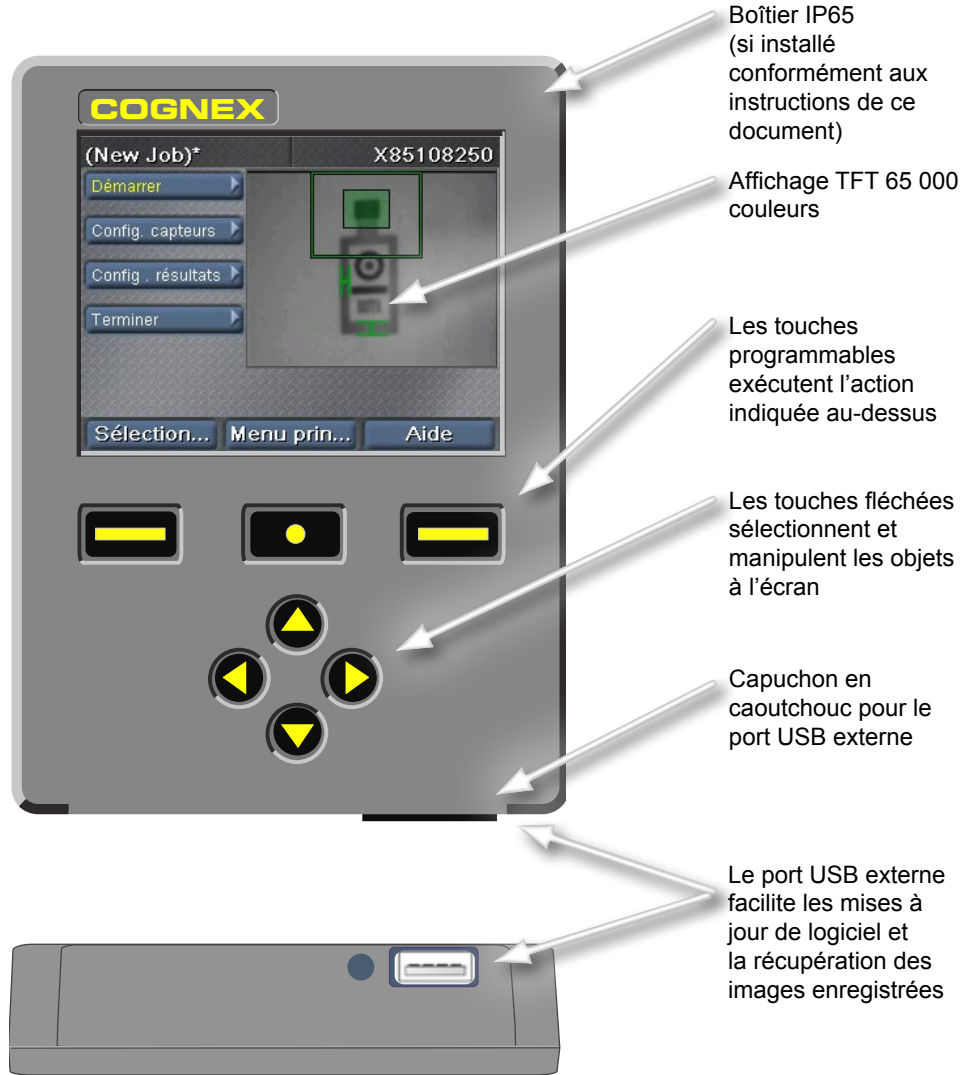 Boîtier IP65
(si installé
conformément aux
instructions de ce
document)
COGNEX
(New Job)* X85108250
Démarrer
Config. capteurs
Config . résultats
Terminer
Sélection... Menu prin... Aide
Affichage TFT 65 000
couleurs
Les touches
programmables
exécutent l’action
indiquée au-dessus
Les touches fléchées
sélectionnent et
manipulent les objets
à l’écran
Capuchon en
caoutchouc pour le
port USB externe
Le port USB externe
facilite les mises à
jour de logiciel et
la récupération des
images enregistrées